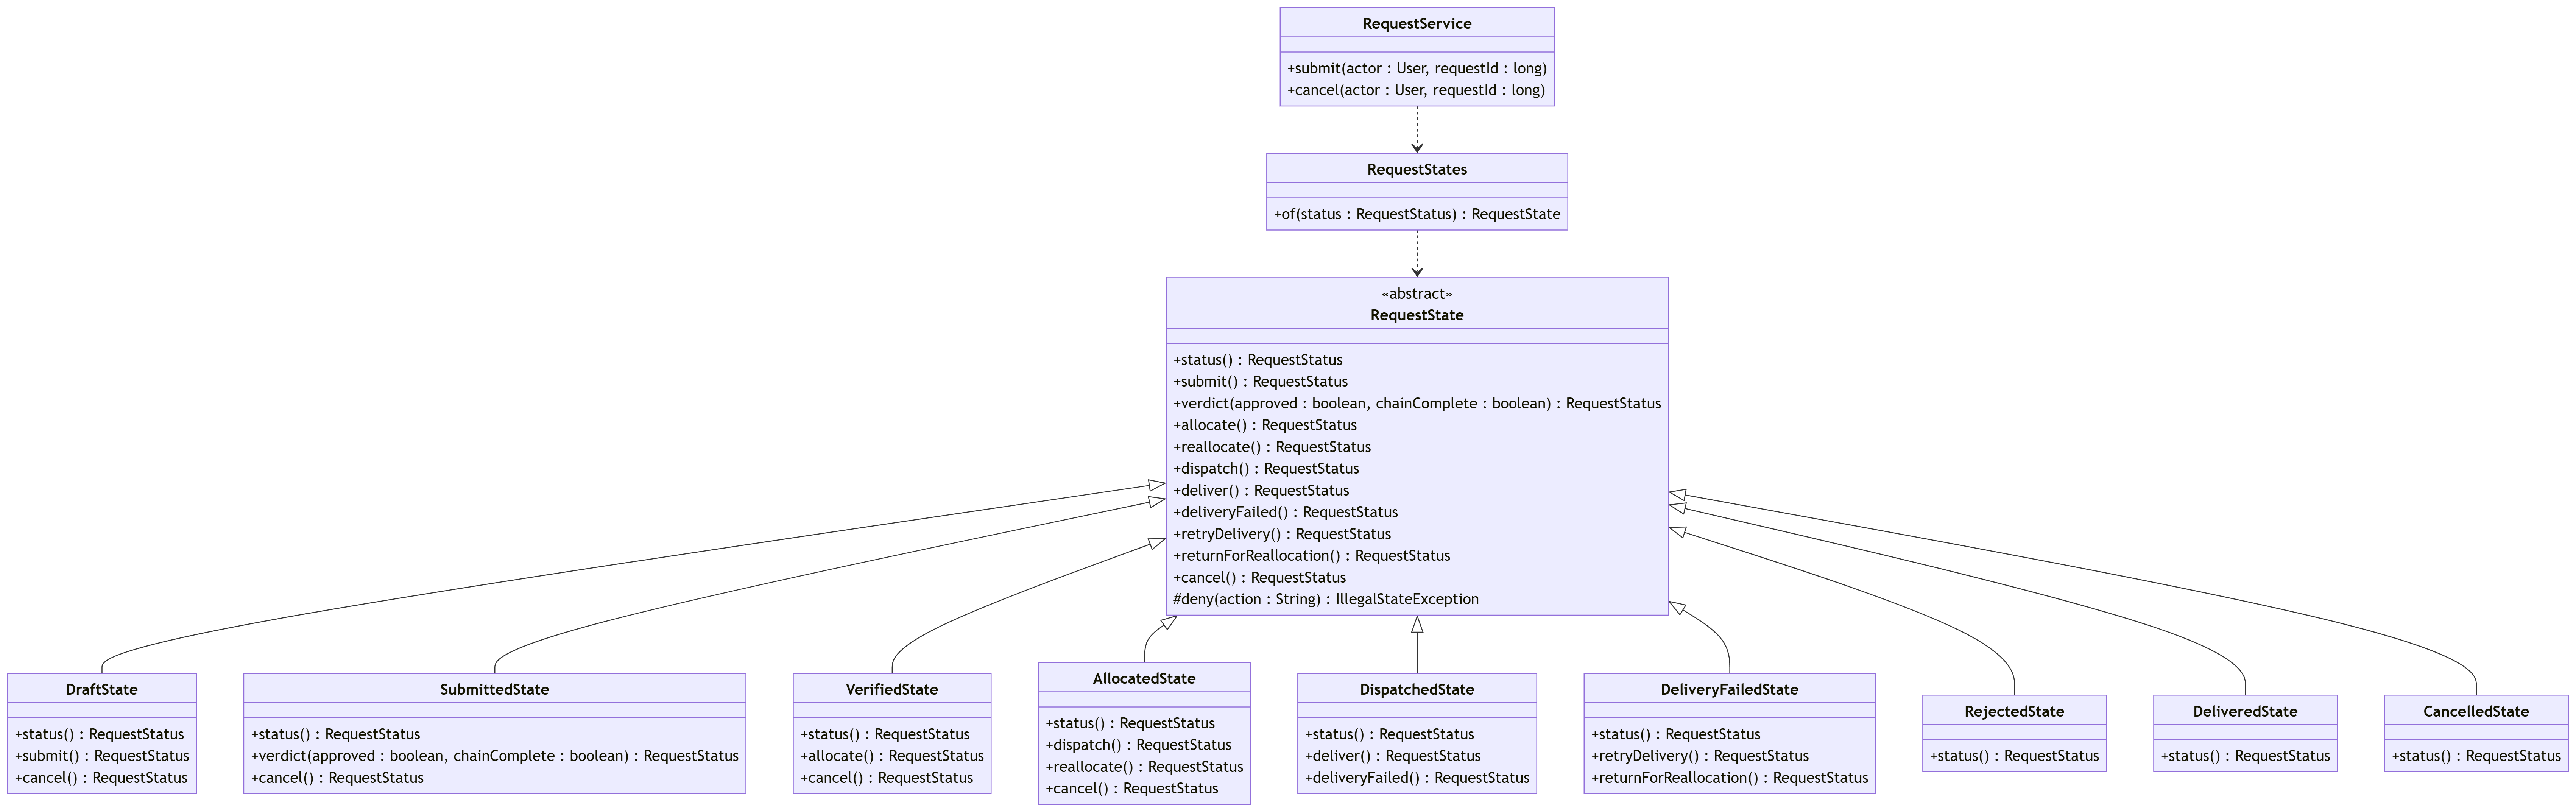 RequestService
+submit(actor : User, requestId : long)
+cancel(actor : User, requestId : long)
RequestStates
+of(status : RequestStatus) : RequestState
«abstract»
RequestState
+status() : RequestStatus
+submit() : RequestStatus
+verdict(approved : boolean, chainComplete : boolean) : RequestStatus
+allocate() : RequestStatus
+reallocate() : RequestStatus
+dispatch() : RequestStatus
+deliver() : RequestStatus
+deliveryFailed() : RequestStatus
+retryDelivery() : RequestStatus
+returnForReallocation() : RequestStatus
+cancel() : RequestStatus
#deny(action : String) : IllegalStateException
DraftState
+status() : RequestStatus
+submit() : RequestStatus
+cancel() : RequestStatus
SubmittedState
+status() : RequestStatus
+verdict(approved : boolean, chainComplete : boolean) : RequestStatus
+cancel() : RequestStatus
VerifiedState
+status() : RequestStatus
+allocate() : RequestStatus
+cancel() : RequestStatus
AllocatedState
+status() : RequestStatus
+dispatch() : RequestStatus
+reallocate() : RequestStatus
+cancel() : RequestStatus
DispatchedState
+status() : RequestStatus
+deliver() : RequestStatus
+deliveryFailed() : RequestStatus
DeliveryFailedState
+status() : RequestStatus
+retryDelivery() : RequestStatus
+returnForReallocation() : RequestStatus
RejectedState
+status() : RequestStatus
DeliveredState
+status() : RequestStatus
CancelledState
+status() : RequestStatus